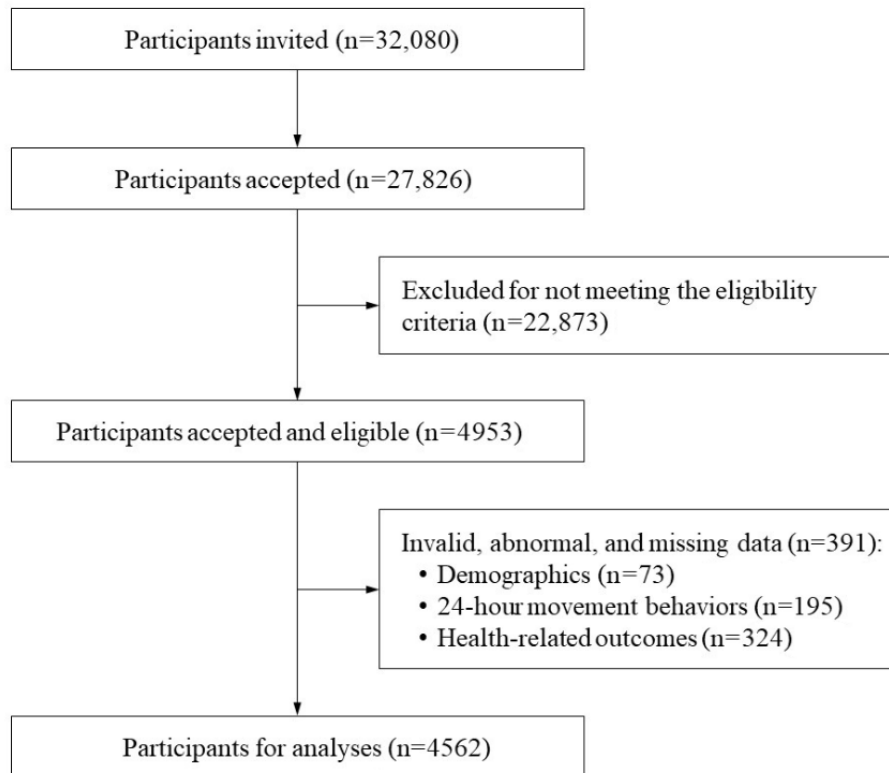 Participants invited (n=32,080)
Participants accepted (n=27,826)
Excluded for not meeting the eligibility
criteria (n=22,873)
Participants accepted and eligible (n=4953)
Invalid, abnormal, and missing data (n=391):
• Demographics (n=73)
• 24-hour movement behaviors (n=195)
• Health-related outcomes (n=324)
Participants for analyses (n=4562)